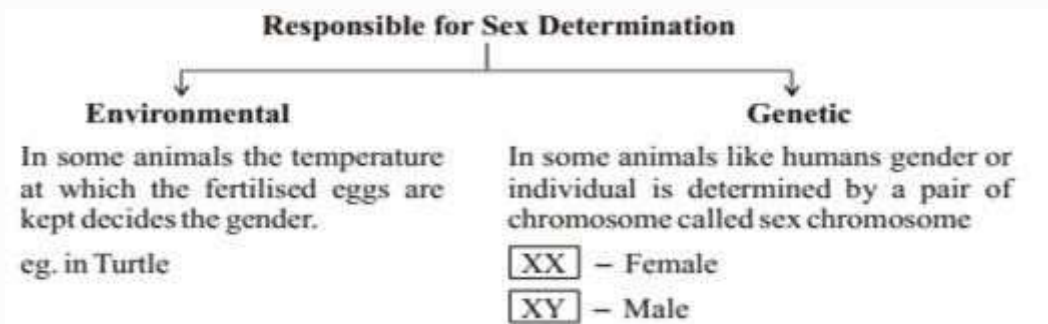 Responsible for Sex Determination
Environmental
In some animals the temperature
at which the fertilised eggs are
kept decides the gender.
eg. in Turtle
Genetic
In some animals like humans gender or
individual is determined by a pair of
chromosome called sex chromosome
XX – Female
XY – Male